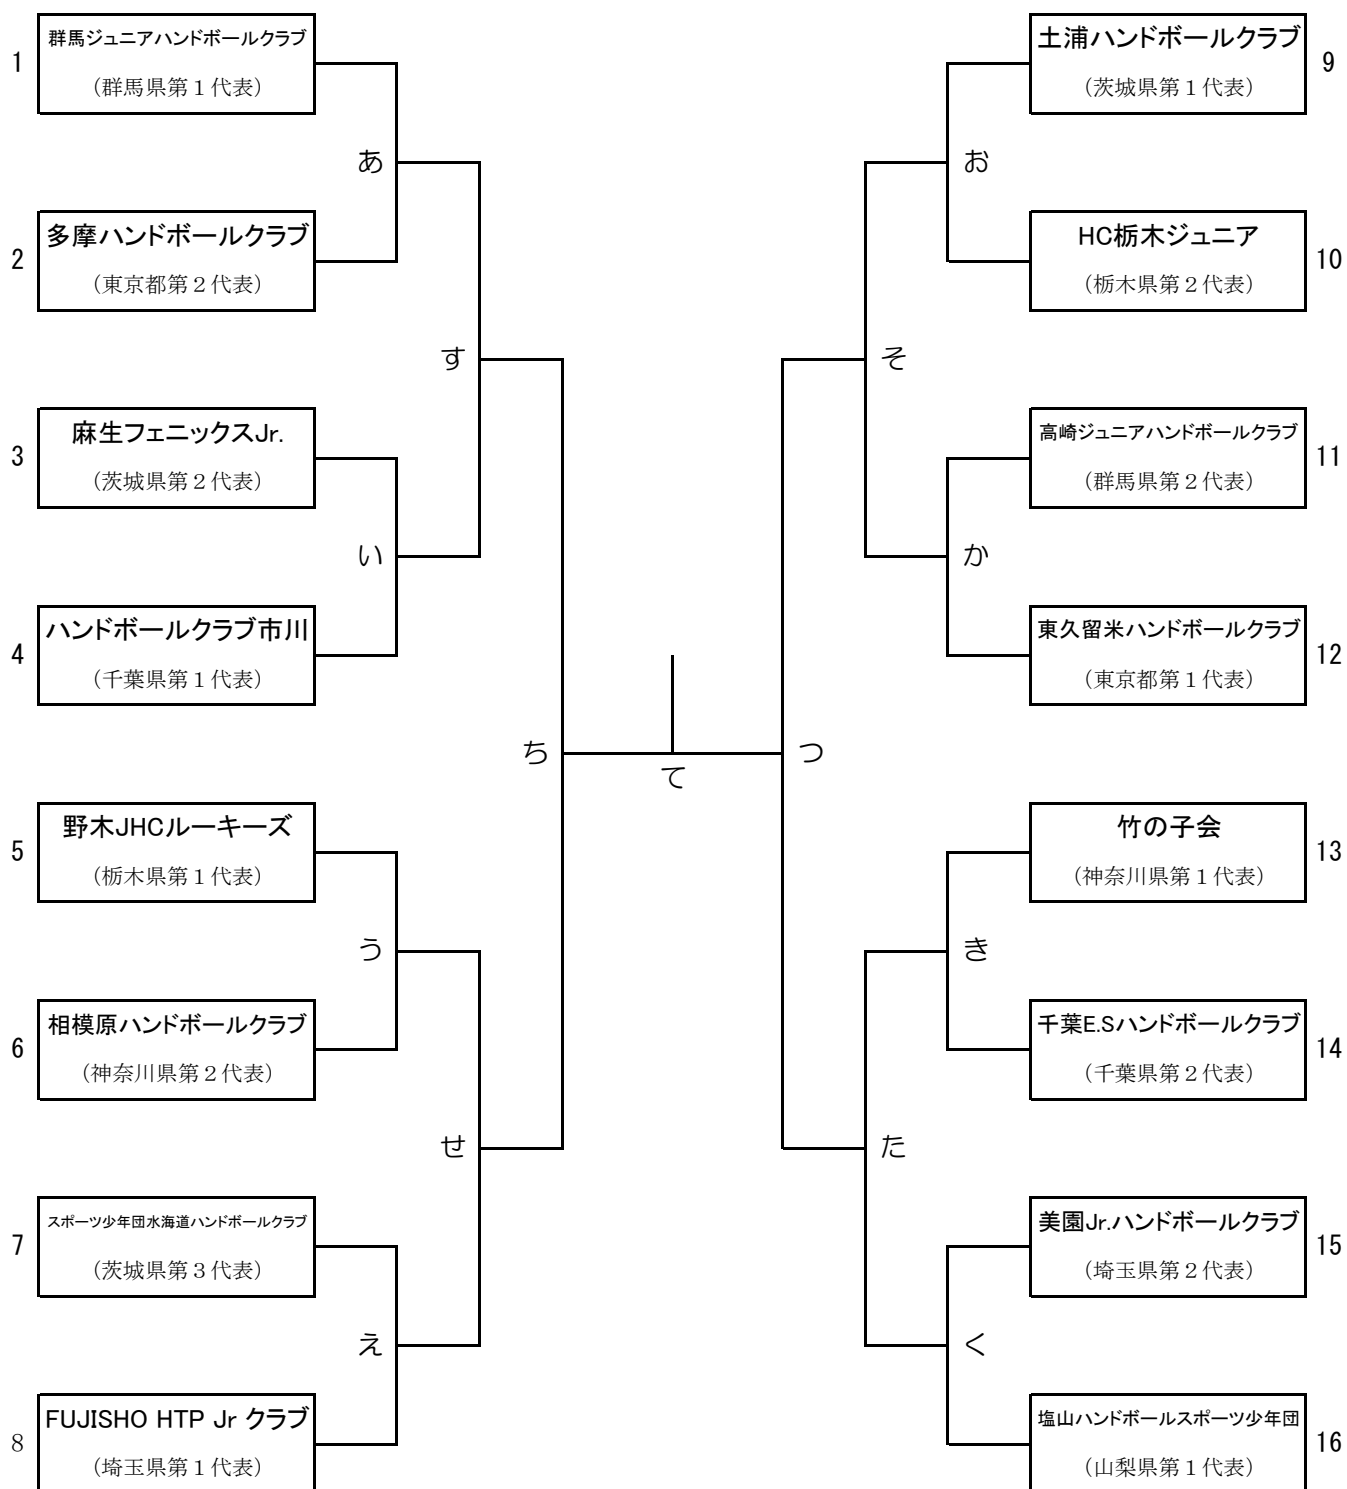 1
群馬ジュニアハンドボールクラブ
（群馬県第１代表）
あ
2
多摩ハンドボールクラブ
（東京都第２代表）
す
3
麻生フェニックスJr.
（茨城県第２代表）
い
4
ハンドボールクラブ市川
（千葉県第１代表）
ち
5
野木JHCルーキーズ
（栃木県第１代表）
う
6
相模原ハンドボールクラブ
（神奈川県第２代表）
せ
7
スポーツ少年団水海道ハンドボールクラブ
（茨城県第３代表）
え
8
FUJISHO HTP Jr クラブ
（埼玉県第１代表）
て
土浦ハンドボールクラブ
（茨城県第１代表）
9
お
HC栃木ジュニア
（栃木県第２代表）
10
そ
高崎ジュニアハンドボールクラブ
（群馬県第２代表）
11
か
東久留米ハンドボールクラブ
（東京都第１代表）
12
つ
竹の子会
（神奈川県第１代表）
13
き
千葉E.Sハンドボールクラブ
（千葉県第２代表）
14
た
美園Jr.ハンドボールクラブ
（埼玉県第２代表）
15
く
塩山ハンドボールスポーツ少年団
（山梨県第１代表）
16